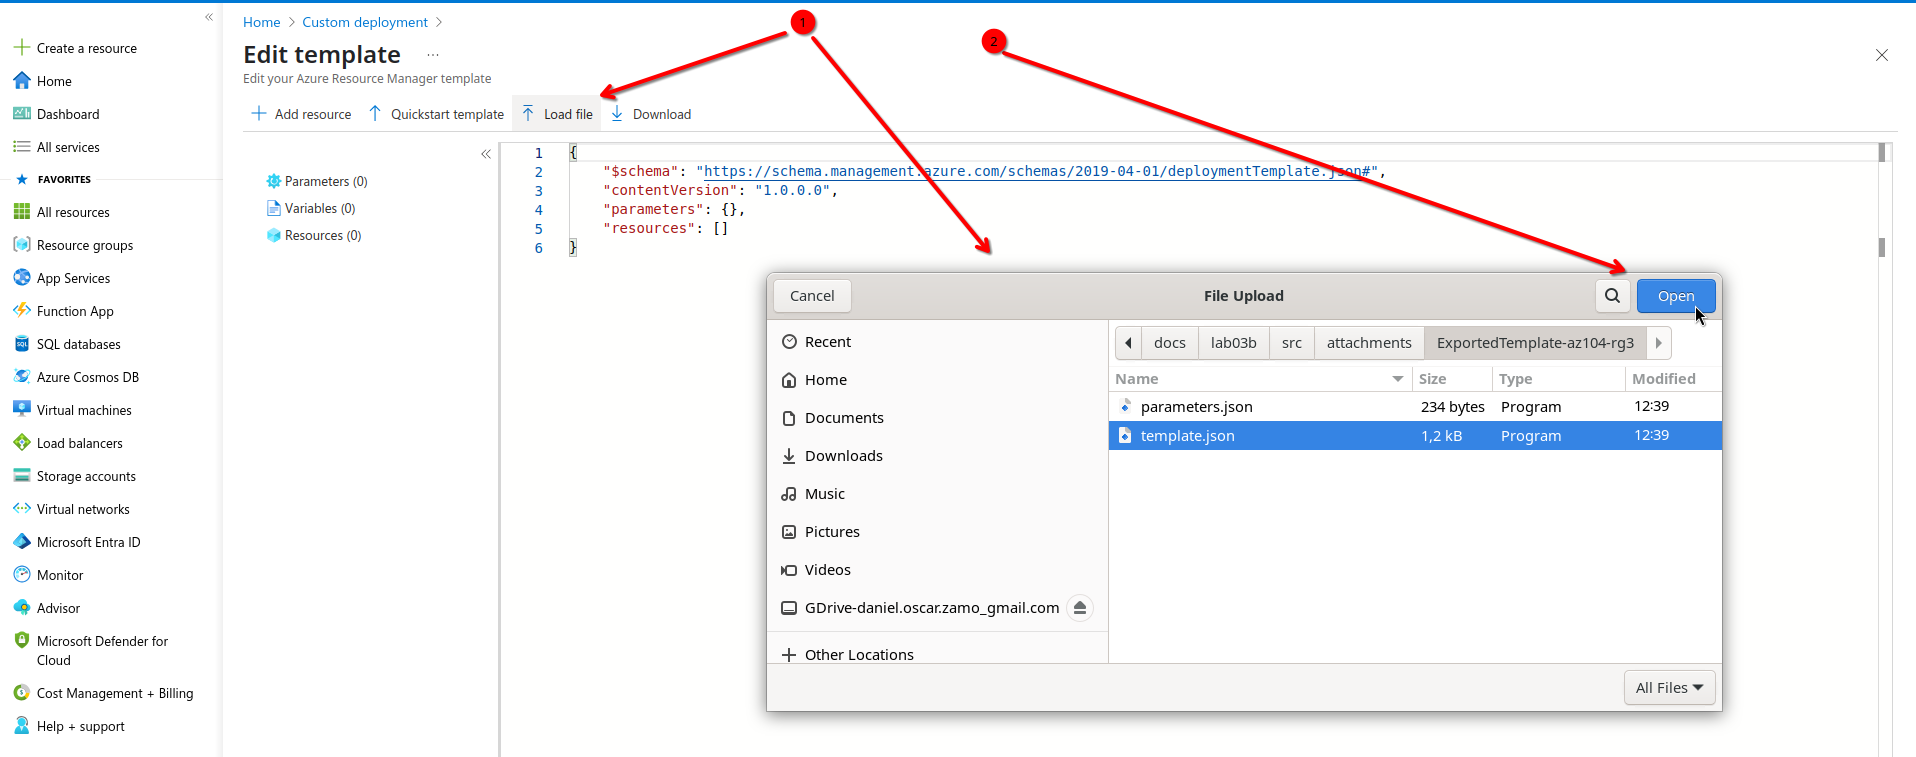 «
Create a resource
Home
Dashboard
All services
FAVORITES
All resources
Resource groups
App Services
Function App
SQL databases
Azure Cosmos DB
Virtual machines
Load balancers
Storage accounts
Virtual networks
Microsoft Entra ID
Monitor
Advisor
Microsoft Defender for
Cloud
Cost Management + Billing
Help + support
Home > Custom deployment >
Edit template ...
Edit your Azure Resource Manager template
Add resource Quickstart template Load file Download
1
2
«
Parameters (0)
Variables (0)
Resources (0)
1 {
2 "$schema": "https://schema.management.azure.com/schemas/2019-04-01/deploymentTemplate.json#",
3 "contentVersion": "1.0.0.0",
4 "parameters": {},
5 "resources": []
6 }
Cancel File Upload Open
Recent
Home
Documents
Downloads
Music
Pictures
Videos
GDrive-daniel.oscar.zamo_gmail.com
Other Locations
docs lab03b src attachments ExportedTemplate-az104-rg3
Name Size Type Modified
parameters.json 234 bytes Program 12:39
template.json 1,2 kB Program 12:39
All Files